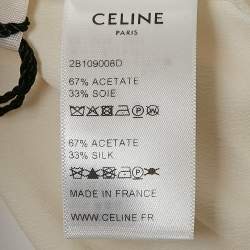 CELINE
PARIS
2B109008D
67% ACETATE
33% SOIE
67% ACETATE
33% SILK
MADE IN FRANCE
WWW.CELINE.FR